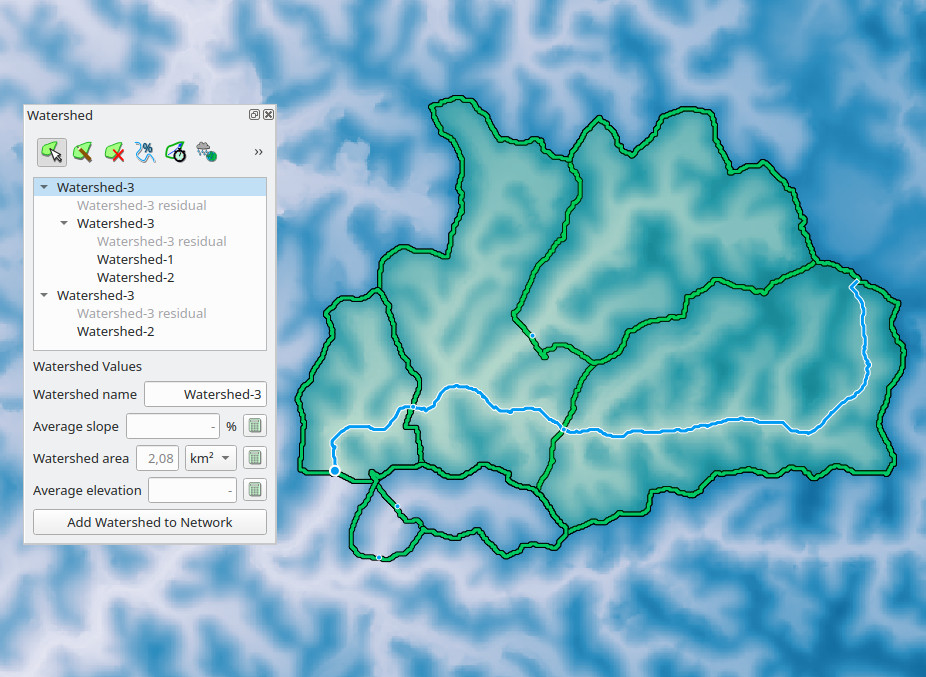 Watershed
%
»
Watershed-3
Watershed-3 residual
Watershed-3
Watershed-3 residual
Watershed-1
Watershed-2
Watershed-3
Watershed-3 residual
Watershed-2
Watershed Values
Watershed name Watershed-3
Average slope - %
Watershed area 2,08 km²
Average elevation -
Add Watershed to Network